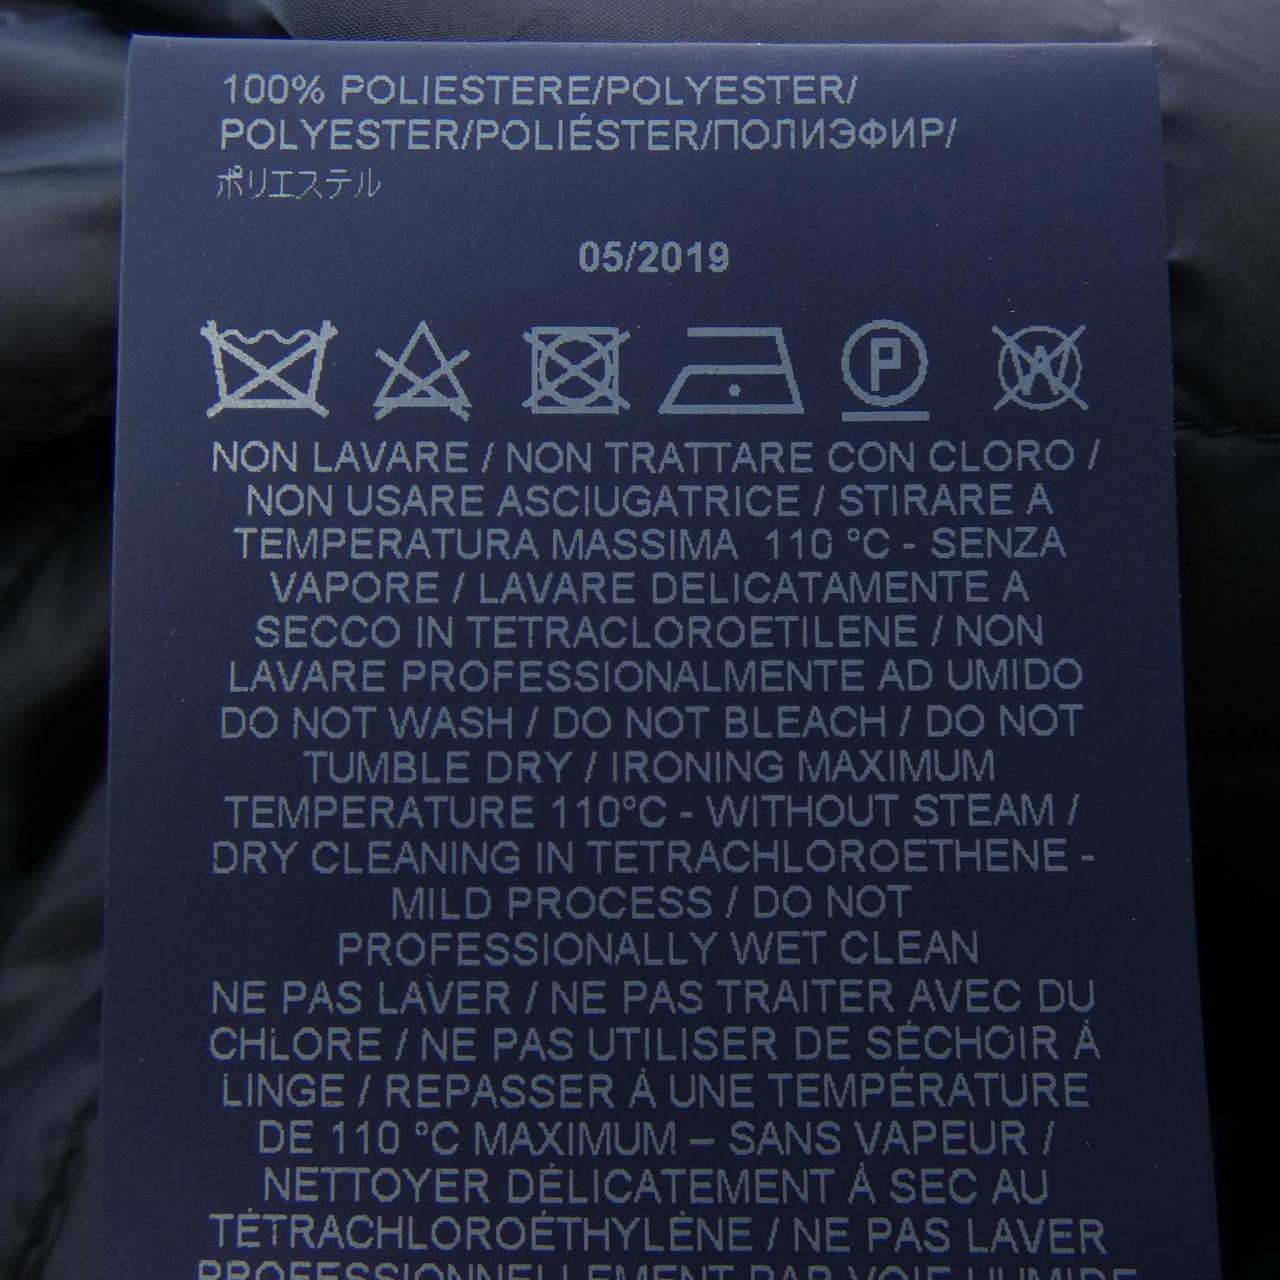 100% POLIESTERE/POLYESTER/
POLYESTER/POLIÉSTER/ПОЛИЭФИР/
ポリエステル
05/2019
P W
NON LAVARE / NON TRATTARE CON CLORO /
NON USARE ASCIUGATRICE / STIRARE A
TEMPERATURA MASSIMA 110 °C - SENZA
VAPORE / LAVARE DELICATAMENTE A
SECCO IN TETRACLOROETILENE / NON
LAVARE PROFESSIONALMENTE AD UMIDO
DO NOT WASH / DO NOT BLEACH / DO NOT
TUMBLE DRY / IRONING MAXIMUM
TEMPERATURE 110°C - WITHOUT STEAM /
DRY CLEANING IN TETRACHLOROETHENE -
MILD PROCESS / DO NOT
PROFESSIONALLY WET CLEAN
NE PAS LAVER / NE PAS TRAITER AVEC DU
CHLORE / NE PAS UTILISER DE SÉCHOIR À
LINGE / REPASSER À UNE TEMPÉRATURE
DE 110 °C MAXIMUM – SANS VAPEUR /
NETTOYER DÉLICATEMENT À SEC AU
TÉTRACHLOROÉTHYLÈNE / NE PAS LAVER
PROFESSIONNELLEMENT PAR VOIE HUMIDE